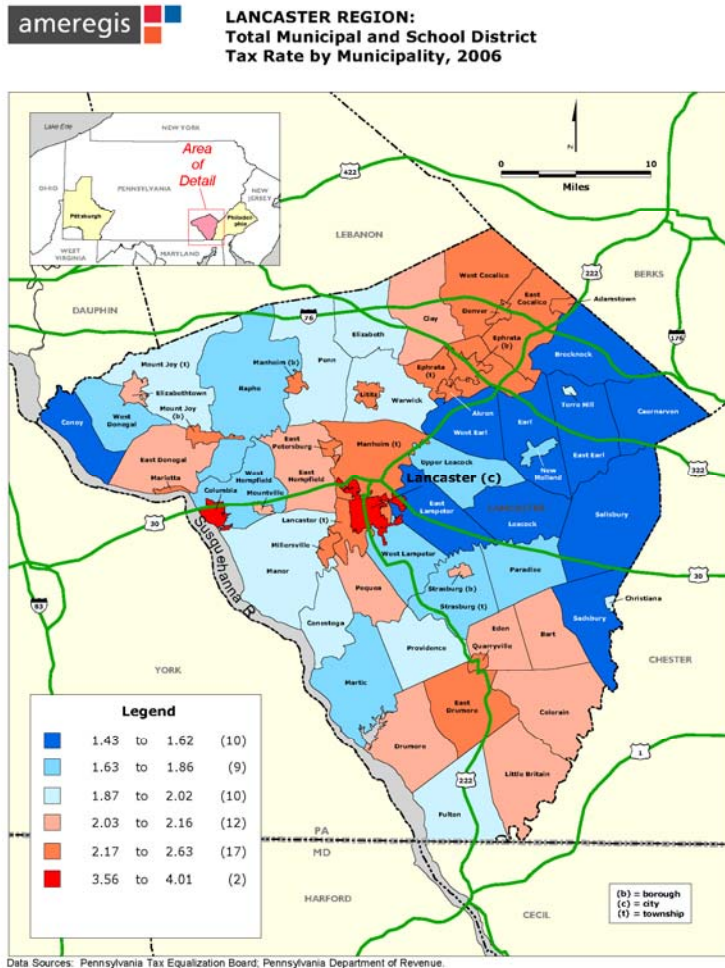 ameregis
LANCASTER REGION:
Total Municipal and School District
Tax Rate by Municipality, 2006
Lake Erie
NEW YORK
Area
of
Detail
OHIO
PENNSYLVANIA
NEW
JERSEY
Pittsburgh
Philadel-
phia
WEST
VIRGINIA
MARYLAND
N
422
0
10
Miles
LEBANON
222
BERKS
DAUPHIN
76
176
West Cocalico
East
Cocalico
Adamstown
Denver
Clay
Elizabeth
Ephrata
(b)
Ephrata
(t)
Brecknock
Mount Joy (t)
Manheim (b)
Penn
Rapho
Elizabethtown
Lititz
Warwick
Mount Joy
(b)
West
Donegal
Conoy
Akron
West Earl
Earl
Terre Hill
Caernarvon
East
Petersburg
Manheim (t)
East Donegal
Marietta
West
Hempfield
East
Hempfield
Upper Leacock
New
Holland
East Earl
322
Columbia
Mountville
Lancaster (c)
East
Lampeter
LANCASTER
Leacock
Salisbury
30
Lancaster (t)
Millersville
West Lampeter
Paradise
30
Susquehanna R.
Manor
Pequea
Strasburg (b)
Strasburg (t)
Christiana
Sadsbury
83
Conestoga
Eden
Bart
Providence
Quarryville
CHESTER
YORK
Martic
East
Drumore
Colerain
Drumore
Little Britain
1
222
Fulton
PA
MD
HARFORD
CECIL
Legend
1.43 to 1.62 (10)
1.63 to 1.86 (9)
1.87 to 2.02 (10)
2.03 to 2.16 (12)
2.17 to 2.63 (17)
3.56 to 4.01 (2)
(b) = borough
(c) = city
(t) = township
Data Sources: Pennsylvania Tax Equalization Board; Pennsylvania Department of Revenue.